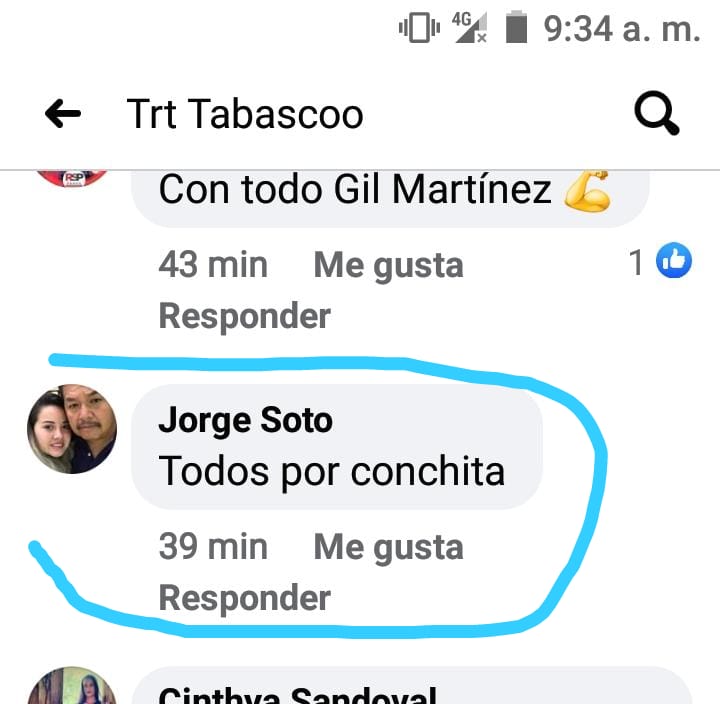 4G 9:34 a. m.
Trt Tabascoo
RSP
Con todo Gil Martínez
43 min Me gusta 1
Responder
Jorge Soto
Todos por conchita
39 min Me gusta
Responder
Cinthya Sandoval